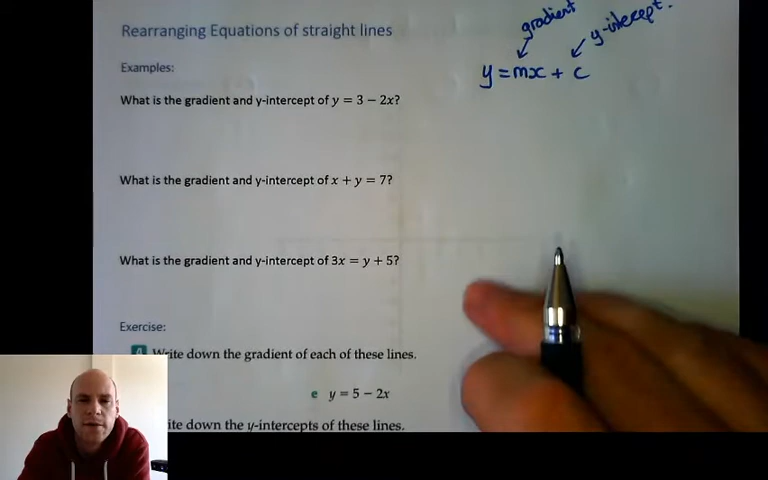 Rearranging Equations of straight lines
gradient
y-intercept.
y = mx + c
Examples:
What is the gradient and y-intercept of y = 3 − 2x?
What is the gradient and y-intercept of x + y = 7?
What is the gradient and y-intercept of 3x = y + 5?
Exercise:
Write down the gradient of each of these lines.
e y = 5 − 2x
ite down the y-intercepts of these lines.